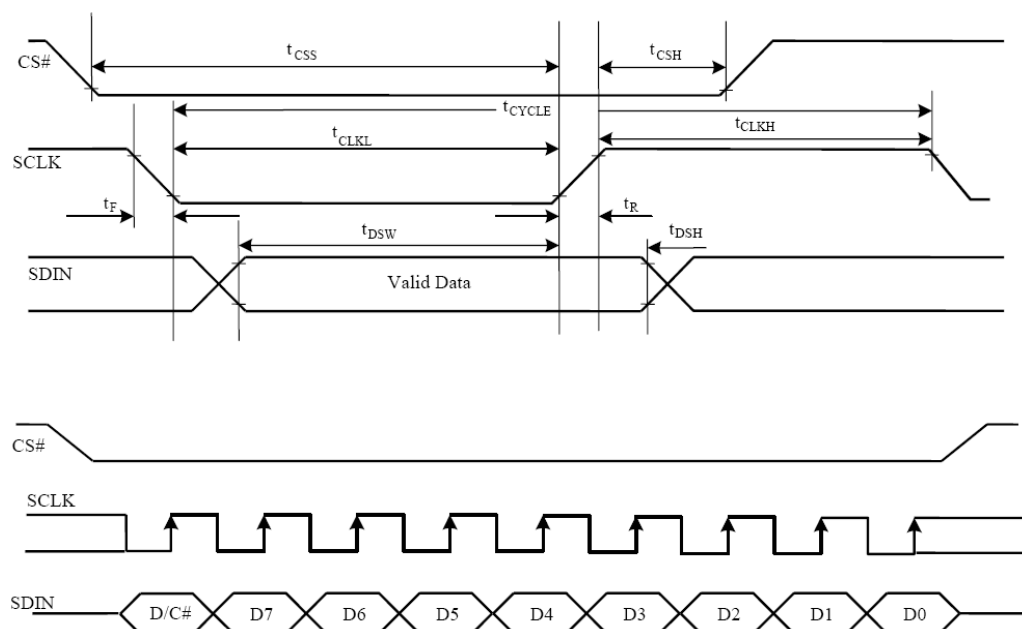 CS#
tCSS
tCSH
tCYCLE
tCLKL
tCLKH
SCLK
tF
tR
tDSW
tDSH
SDIN
Valid Data
CS#
SCLK
SDIN
D/C# D7 D6 D5 D4 D3 D2 D1 D0